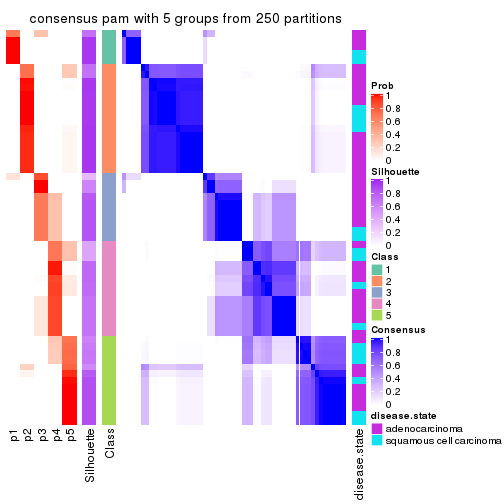 consensus pam with 5 groups from 250 partitions
Prob
1
0.8
0.6
0.4
0.2
0
Silhouette
1
0.8
0.6
0.4
0.2
0
Class
1
2
3
4
5
Consensus
1
0.8
0.6
0.4
0.2
0
disease.state
adenocarcinoma
squamous cell carcinoma
p1
p2
p3
p4
p5
Silhouette
Class
disease.state